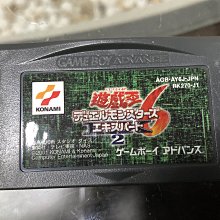 GAME BOY ADVANCE
AGB-AY6J-JPN
RK270-J1
KONAMI
遊戯王
デュエルモンスターズ6
エキスパート
2
ゲームボーイ アドバンス
Computer Entertainment Japan